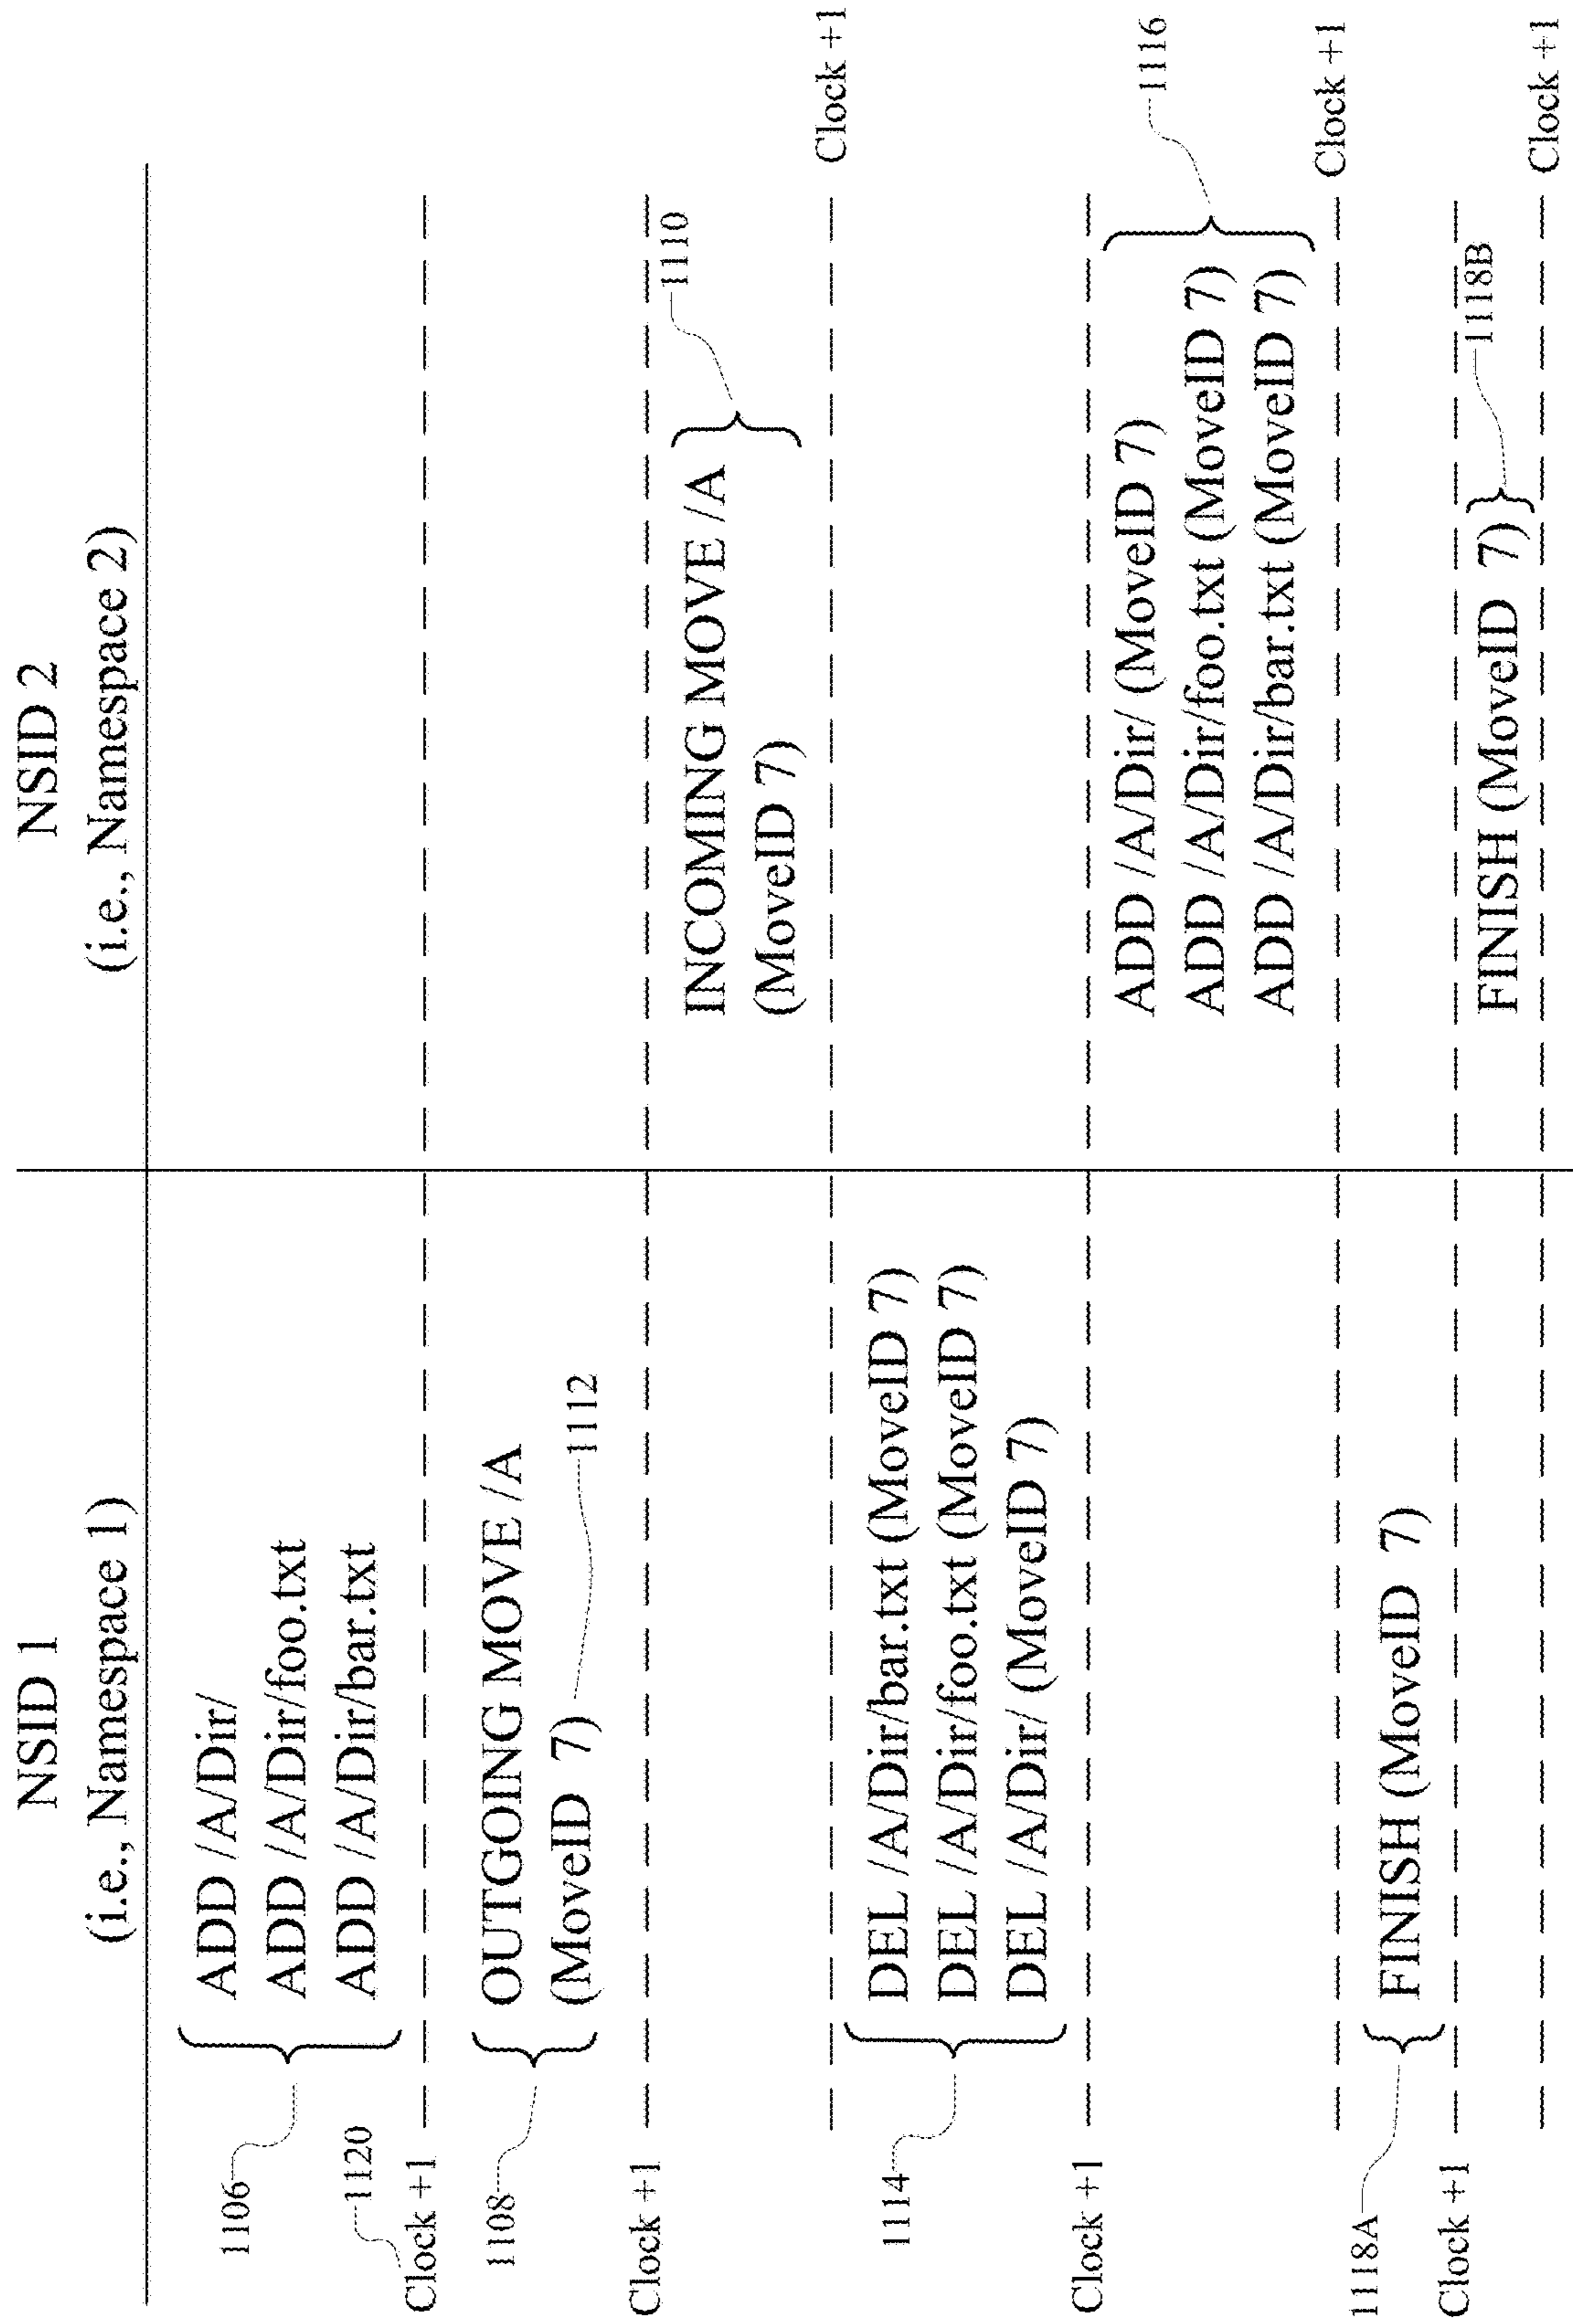 NSID 1
(i.e., Namespace 1)
NSID 2
(i.e., Namespace 2)
1106
ADD /A/Dir/
ADD /A/Dir/foo.txt
ADD /A/Dir/bar.txt
1120
Clock +1
1108
OUTGOING MOVE /A
(MoveID 7)
1112
Clock +1
INCOMING MOVE /A
(MoveID 7)
1110
Clock +1
1114
DEL /A/Dir/bar.txt (MoveID 7)
DEL /A/Dir/foo.txt (MoveID 7)
DEL /A/Dir/ (MoveID 7)
Clock +1
ADD /A/Dir/ (MoveID 7)
ADD /A/Dir/foo.txt (MoveID 7)
ADD /A/Dir/bar.txt (MoveID 7)
1116
Clock +1
1118A
FINISH (MoveID 7)
Clock +1
FINISH (MoveID 7)
1118B
Clock +1